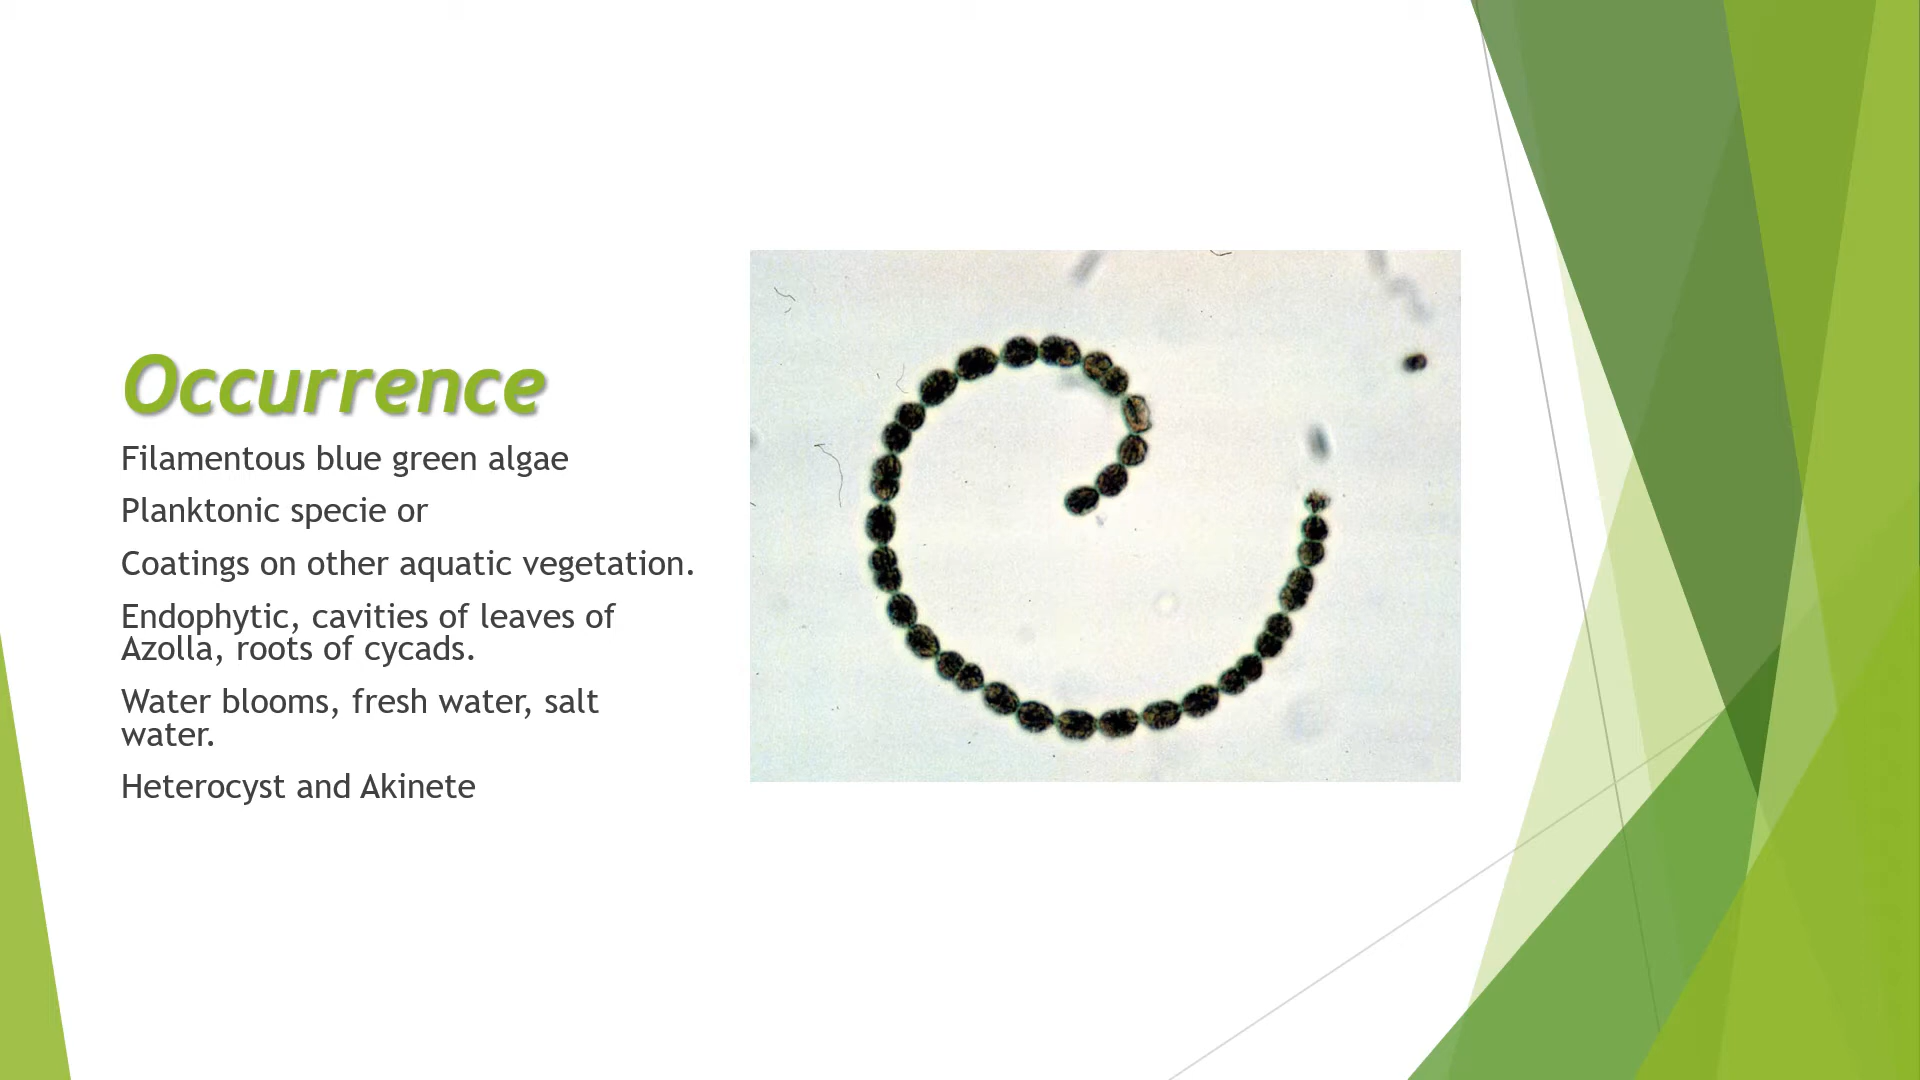 Occurrence
Filamentous blue green algae
Planktonic specie or
Coatings on other aquatic vegetation.
Endophytic, cavities of leaves of
Azolla, roots of cycads.
Water blooms, fresh water, salt
water.
Heterocyst and Akinete